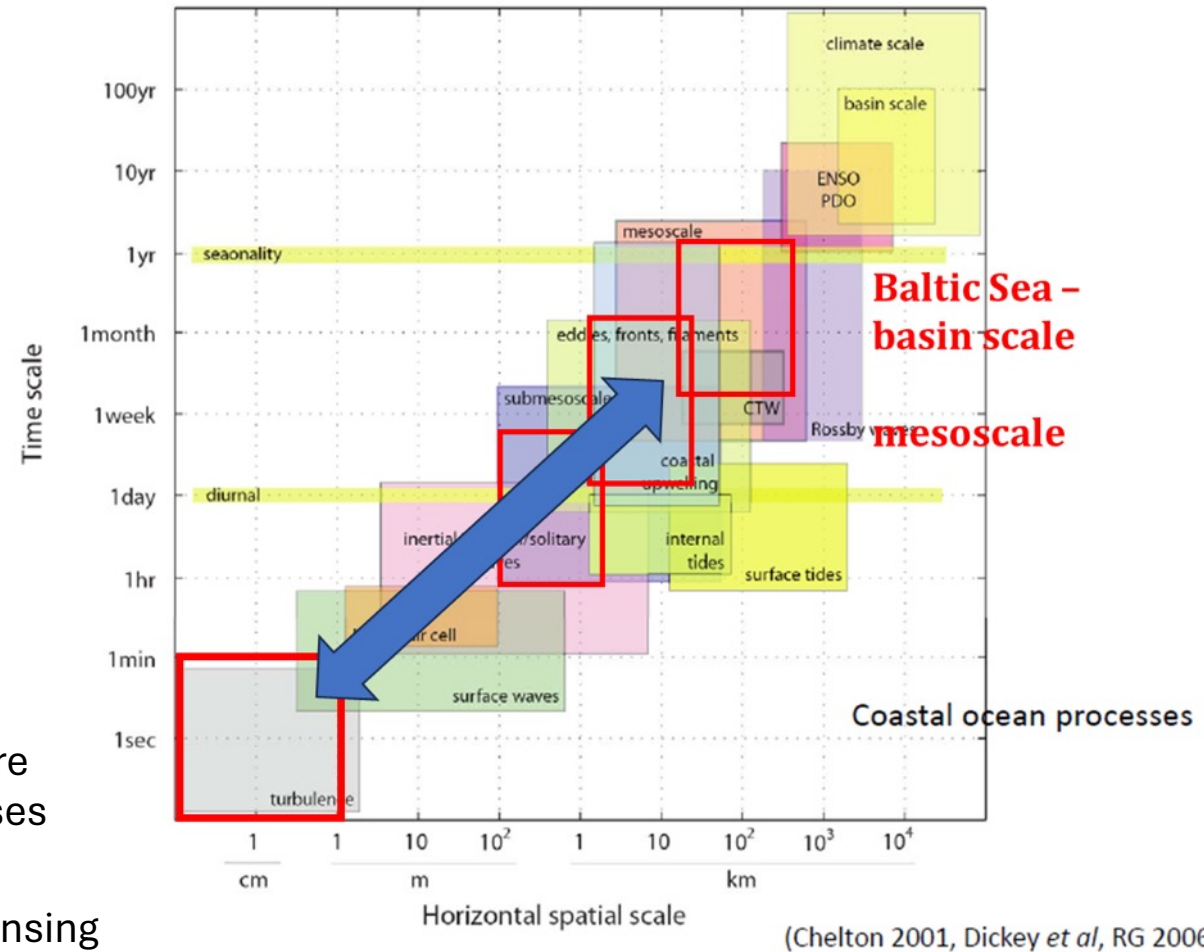 climate scale
100yr
basin scale
10yr
ENSO
PDO
mesoscale
1yr
seaonality
Baltic Sea –
basin scale
1month
eddies, fronts, filaments
submesoscale
1week
CTW
Rossby
mesoscale
Time scale
coastal
upwelling
1day
diurnal
inertial /solitary
internal
tides
1hr
surface tides
cell
1min
surface waves
Coastal ocean processes
1sec
turbulence
1 1 10 10² 1 10 10² 10³ 10⁴
cm m km
Horizontal spatial scale
(Chelton 2001, Dickey et al, RG 2006